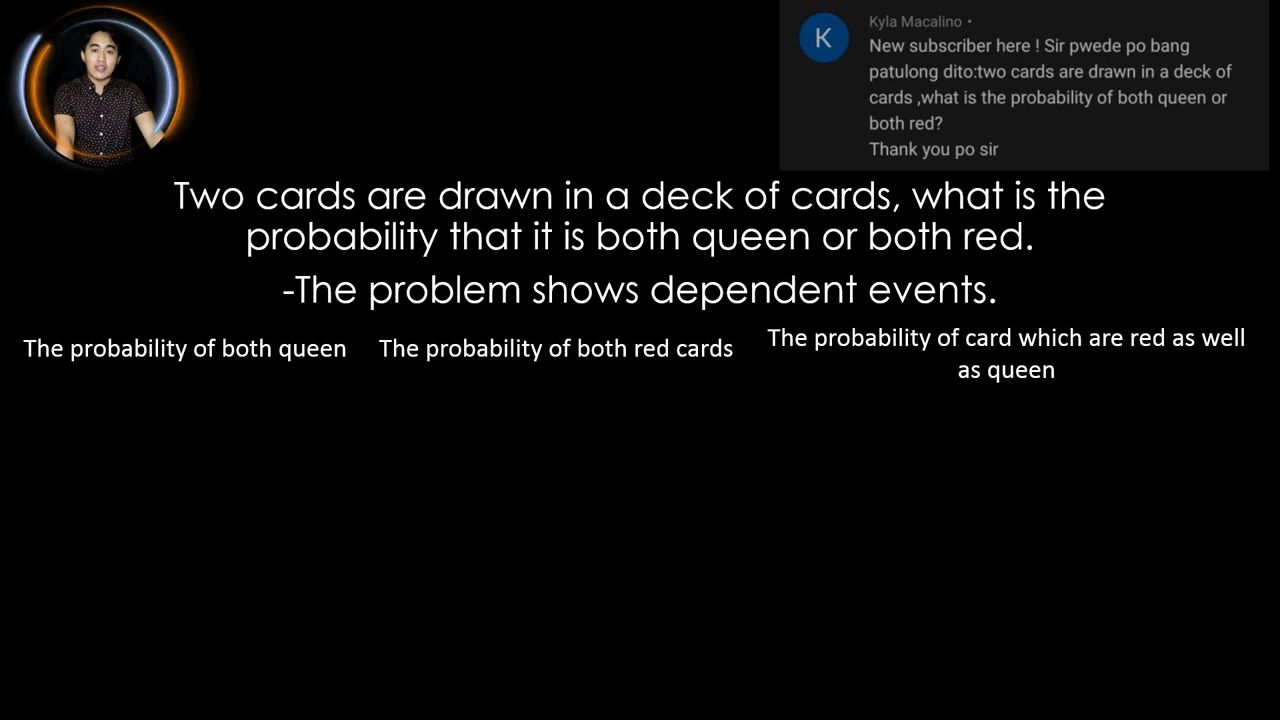 K
Kyla Macalino •
New subscriber here ! Sir pwede po bang
patulong dito:two cards are drawn in a deck of
cards ,what is the probability of both queen or
both red?
Thank you po sir
Two cards are drawn in a deck of cards, what is the
probability that it is both queen or both red.
-The problem shows dependent events.
The probability of both queen
The probability of both red cards
The probability of card which are red as well
as queen